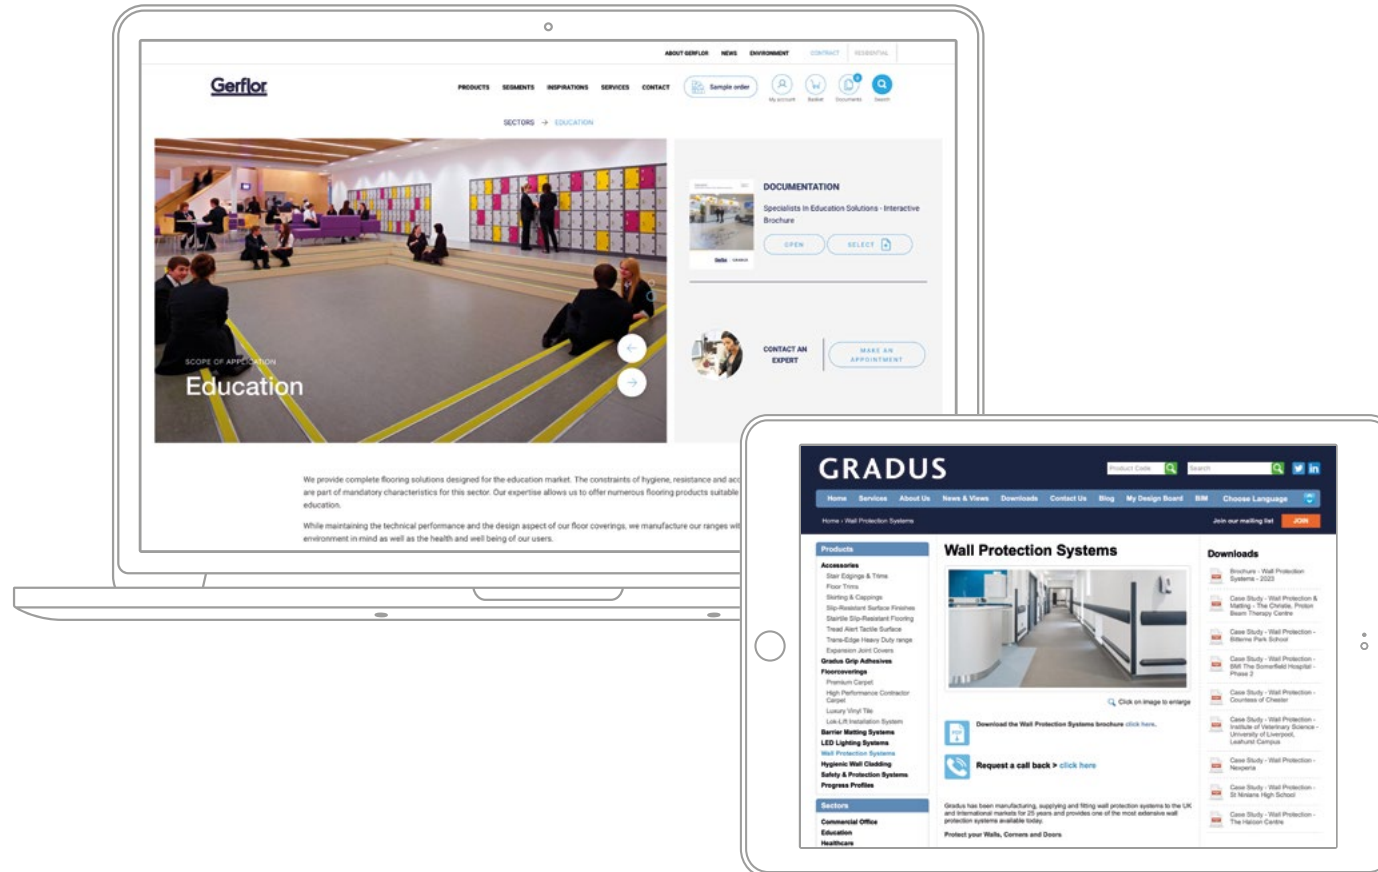 ABOUT GERFLOR NEWS ENVIRONMENT CONTRACT RESIDENTIAL
Gerflor
PRODUCTS SEGMENTS INSPIRATIONS SERVICES CONTACT Sample order
My account Basket Documents Search
SECTORS → EDUCATION
DOCUMENTATION
Specialists In Education Solutions - Interactive
Brochure
OPEN SELECT
Gerflor GRADUS
CONTACT AN
EXPERT
MAKE AN
APPOINTMENT
SCOPE OF APPLICATION
Education
We provide complete flooring solutions designed for the education market. The constraints of hygiene, resistance and
are part of mandatory characteristics for this sector. Our expertise allows us to offer numerous flooring products suitable
education.
While maintaining the technical performance and the design aspect of our floor coverings, we manufacture our ranges
environment in mind as well as the health and well being of our users.
GRADUS
Product Code Search
Home Services About Us News & Views Downloads Contact Us Blog My Design Board BIM Choose Language
Home › Wall Protection Systems
Join our mailing list JOIN
Products
Accessories
Stair Edgings & Trims
Floor Trims
Skirting & Cappings
Slip-Resistant Surface Finishes
Stairtile Slip-Resistant Flooring
Tread Alert Tactile Surface
Trans-Edge Heavy Duty range
Expansion Joint Covers
Gradus Grip Adhesives
Floorcoverings
Premium Carpet
High Performance Contractor
Carpet
Luxury Vinyl Tile
Lok-Lift Installation System
Barrier Matting Systems
LED Lighting Systems
Wall Protection Systems
Hygienic Wall Cladding
Safety & Protection Systems
Progress Profiles
Sectors
Commercial Office
Education
Healthcare
Wall Protection Systems
Click on image to enlarge
PDF
Download the Wall Protection Systems brochure click here.
Request a call back > click here
Gradus has been manufacturing, supplying and fitting wall protection systems to the UK
and International markets for 25 years and provides one of the most extensive wall
protection systems available today.
Protect your Walls, Corners and Doors
Downloads
Brochure - Wall Protection
Systems - 2023
Case Study - Wall Protection &
Matting - The Christie, Proton
Beam Therapy Centre
Case Study - Wall Protection -
Bitterne Park School
Case Study - Wall Protection -
BMI The Somerfield Hospital -
Phase 2
Case Study - Wall Protection -
Countess of Chester
Case Study - Wall Protection -
Institute of Veterinary Science -
University of Liverpool,
Leahurst Campus
Case Study - Wall Protection -
Nexperia
Case Study - Wall Protection -
St Ninians High School
Case Study - Wall Protection -
The Halcon Centre